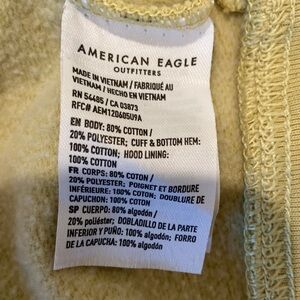 AMERICAN EAGLE
OUTFITTERS
MADE IN VIETNAM / FABRIQUÉ AU
VIETNAM / HECHO EN VIETNAM
RN 54485 / CA 03873
RFC# AEM120605U9A
EN BODY: 80% COTTON /
20% POLYESTER; CUFF & BOTTOM HEM:
100% COTTON; HOOD LINING:
100% COTTON
FR CORPS: 80% COTON /
20% POLYESTER; POIGNET ET BORDURE
INFÉRIEURE: 100% COTON; DOUBLURE DE
CAPUCHON: 100% COTON
SP CUERPO: 80% algodón /
20% poliéster; DOBLADILLO DE LA PARTE
INFERIOR Y PUÑO: 100% algodón; FORRO
DE LA CAPUCHA: 100% algodón